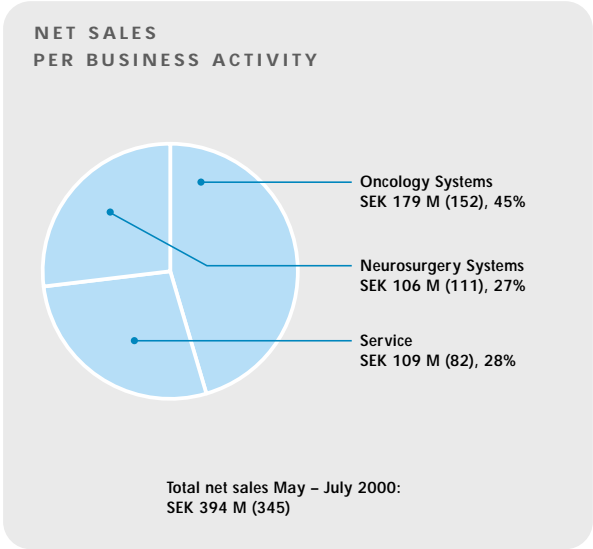 NET SALES
PER BUSINESS ACTIVITY
Oncology Systems
SEK 179 M (152), 45%
Neurosurgery Systems
SEK 106 M (111), 27%
Service
SEK 109 M (82), 28%
Total net sales May – July 2000:
SEK 394 M (345)